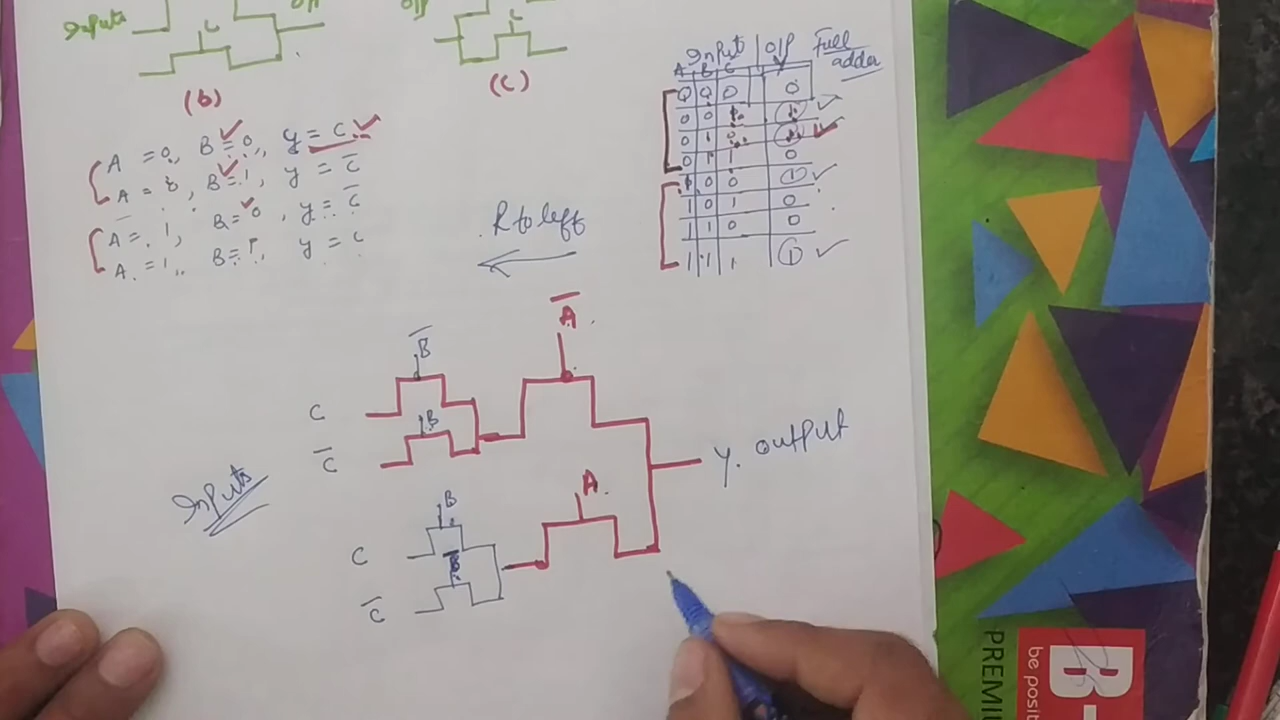 Inputs
C
O/P
C
(b)
(c)
Input O/P Full adder
A B C y
0 0 0 0
0 0 1 1
0 1 0 1
0 1 1 0
1 0 0 1
1 0 1 0
1 1 0 0
1 1 1 1
A = 0, B = 0, y = C
A = 0, B = 1, y = C̅
A = 1, B = 0, y = C̅
A = 1, B = 1, y = C
R to left
A̅
B̅
C
B
C̅
y. output
Inputs
A.
B
C
B̅
C̅
B-
be posit
PREMIU